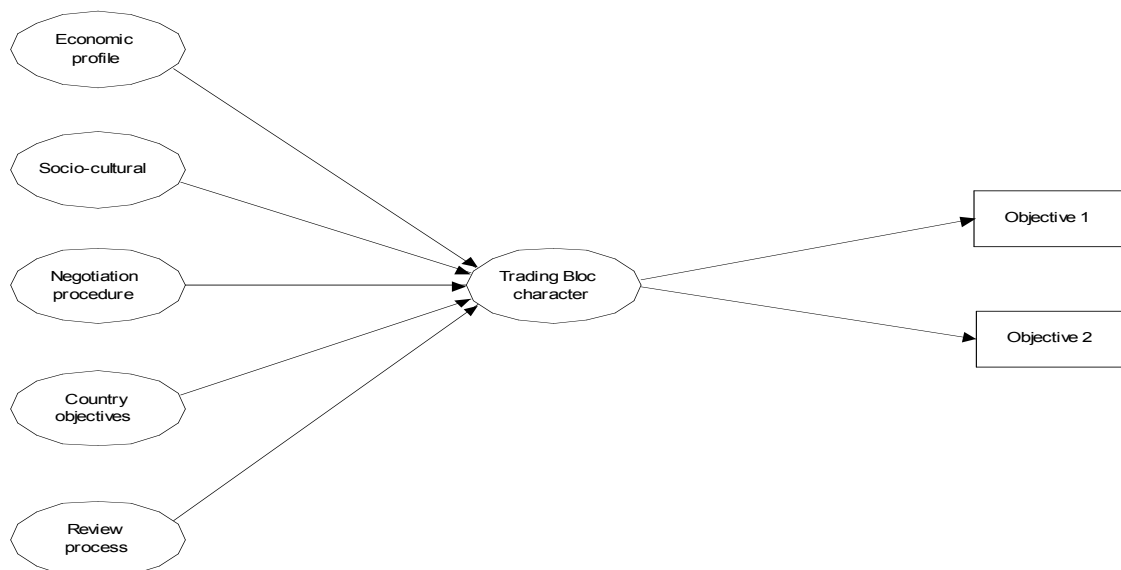 Economic
profile
Socio-cultural
Negotiation
procedure
Country
objectives
Review
process
Trading Bloc
character
Objective 1
Objective 2